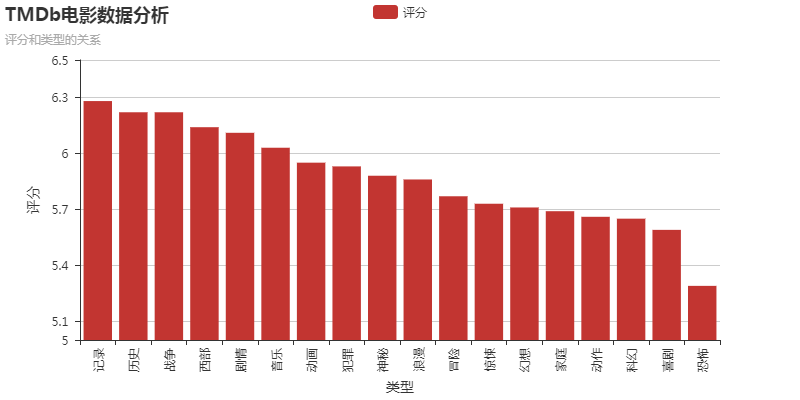 TMDb电影数据分析
评分和类型的关系
评分
6.5
6.3
6
5.7
5.4
5.1
5
评分
记录
历史
战争
西部
剧情
音乐
动画
犯罪
神秘
浪漫
冒险
惊悚
幻想
家庭
动作
科幻
喜剧
恐怖
类型